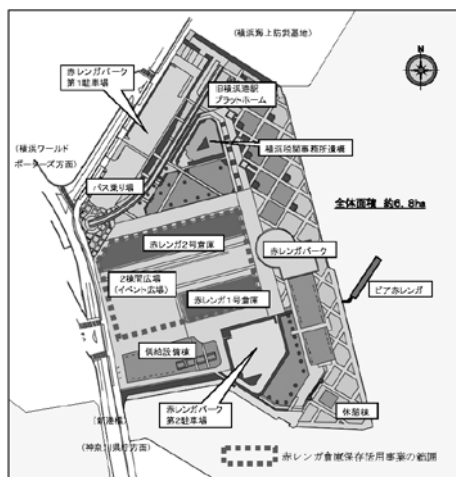 (横浜海上防災基地)
N
赤レンガパーク
第1駐車場
旧横浜港駅
プラットホーム
横浜税関事務所遺構
(横浜ワールド
ポーターズ方面)
バス乗り場
全体面積 約6.8ha
赤レンガ2号倉庫
赤レンガパーク
2棟間広場
(イベント広場)
赤レンガ1号倉庫
ピア赤レンガ
供給設備棟
赤レンガパーク
第2駐車場
休憩棟
(新港橋)
(神奈川県庁方面)
赤レンガ倉庫保存活用事業の範囲